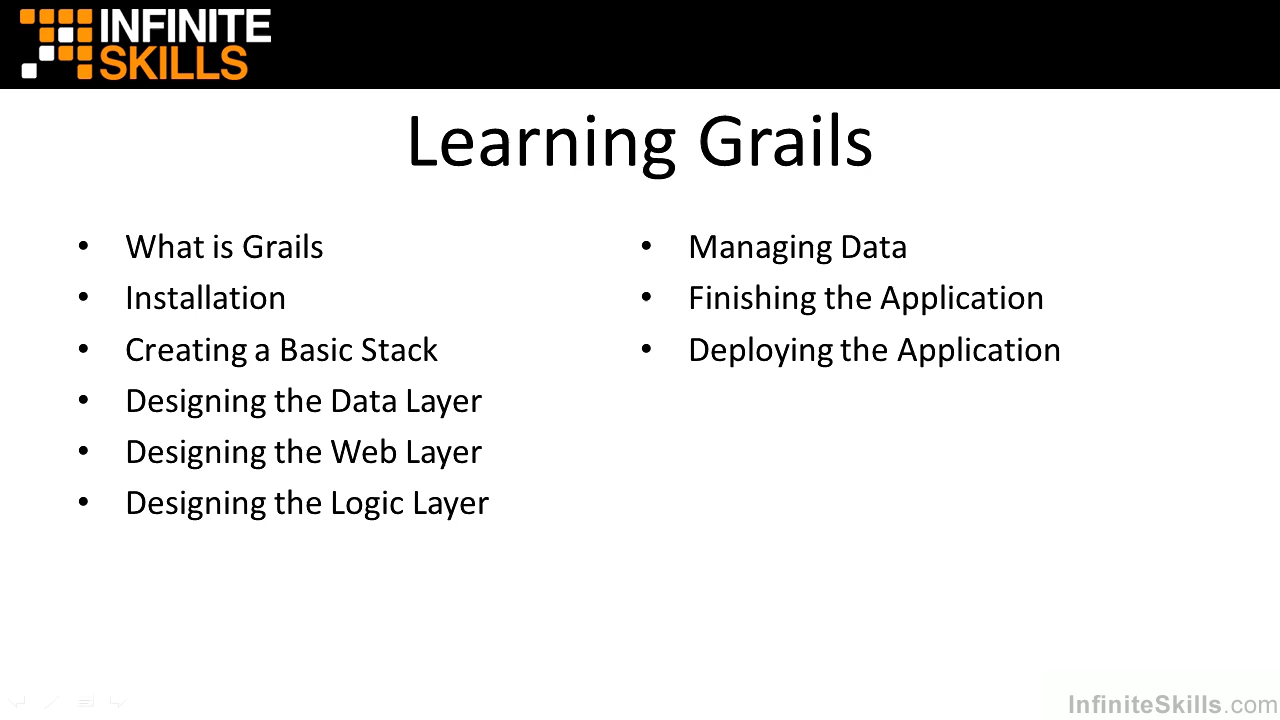 INFINITE
SKILLS
Learning Grails
• What is Grails
• Installation
• Creating a Basic Stack
• Designing the Data Layer
• Designing the Web Layer
• Designing the Logic Layer
• Managing Data
• Finishing the Application
• Deploying the Application
InfiniteSkills.com